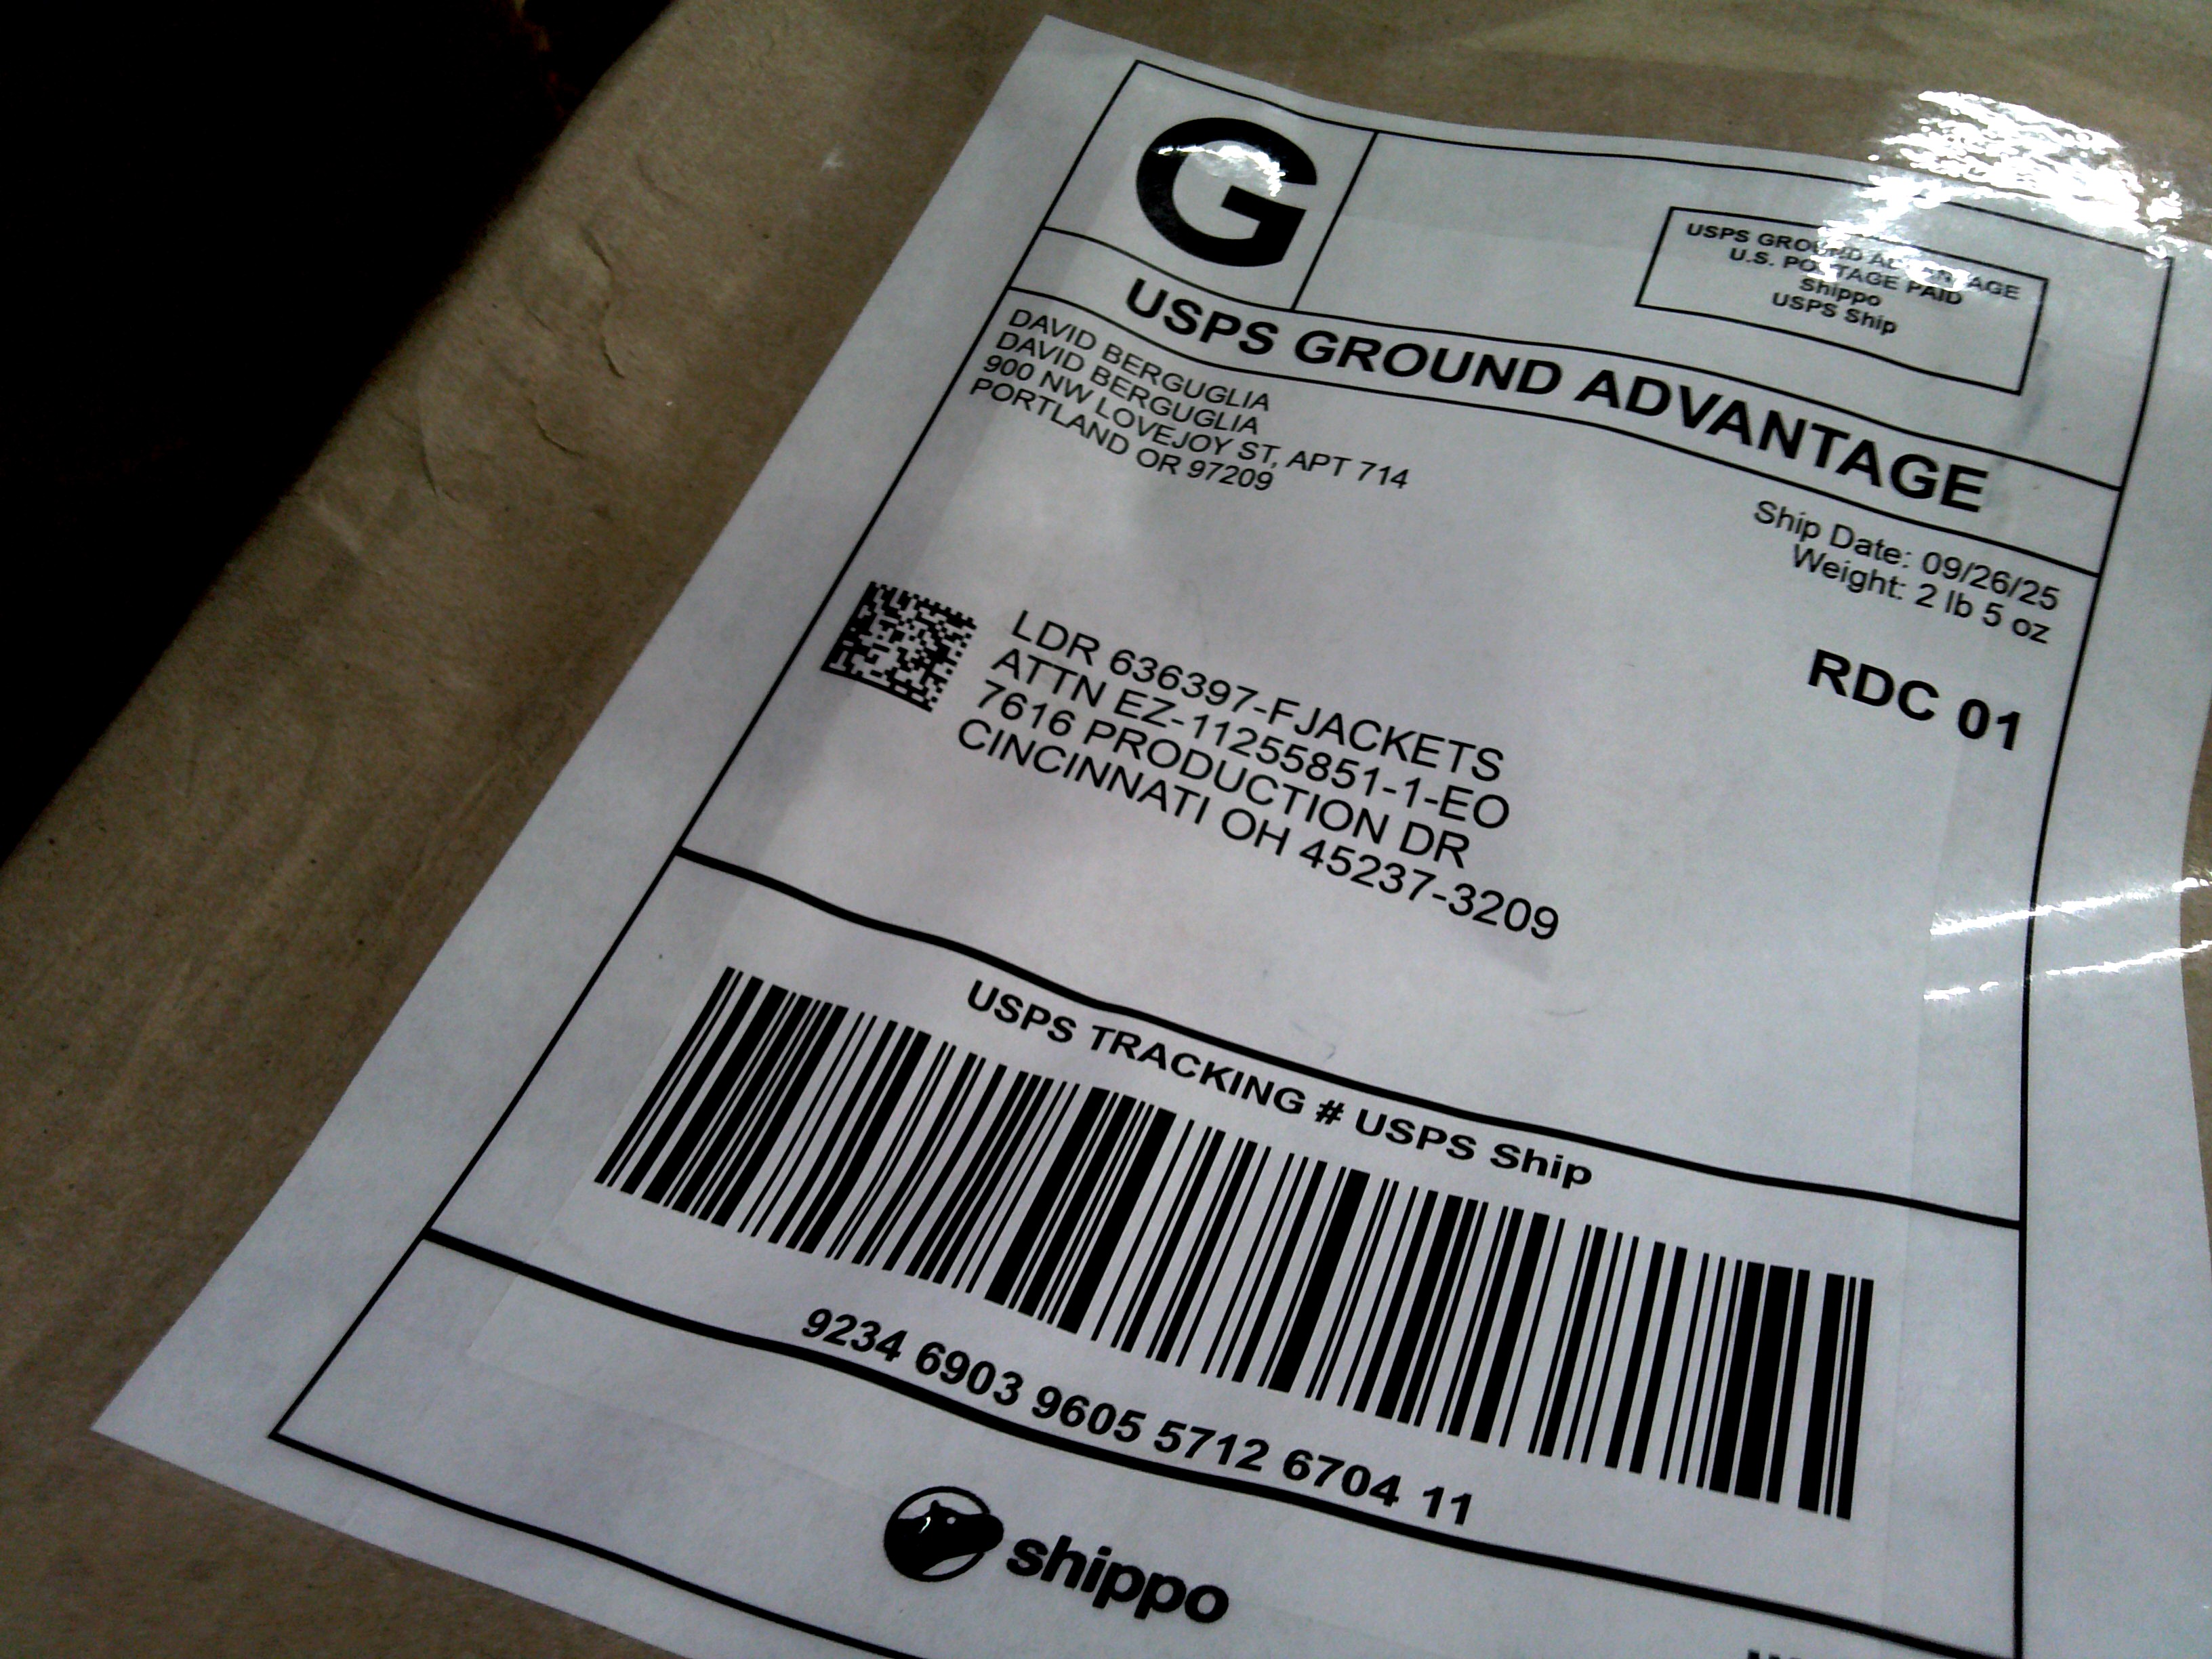 G
USPS GROUND ADVANTAGE
U.S. POSTAGE PAID
Shippo
USPS Ship
USPS GROUND ADVANTAGE
DAVID BERGUGLIA
DAVID BERGUGLIA
900 NW LOVEJOY ST, APT 714
PORTLAND OR 97209
Ship Date: 09/26/25
Weight: 2 lb 5 oz
RDC 01
LDR 636397-FJACKETS
ATTN EZ-11255851-1-EO
7616 PRODUCTION DR
CINCINNATI OH 45237-3209
USPS TRACKING # USPS Ship
9234 6903 9605 5712 6704 11
shippo